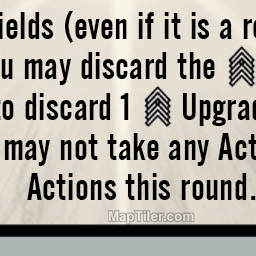 ields (even if it is a re
u may discard the
to discard 1 Upgrad
may not take any Act
Actions this round.
MapTiler.com